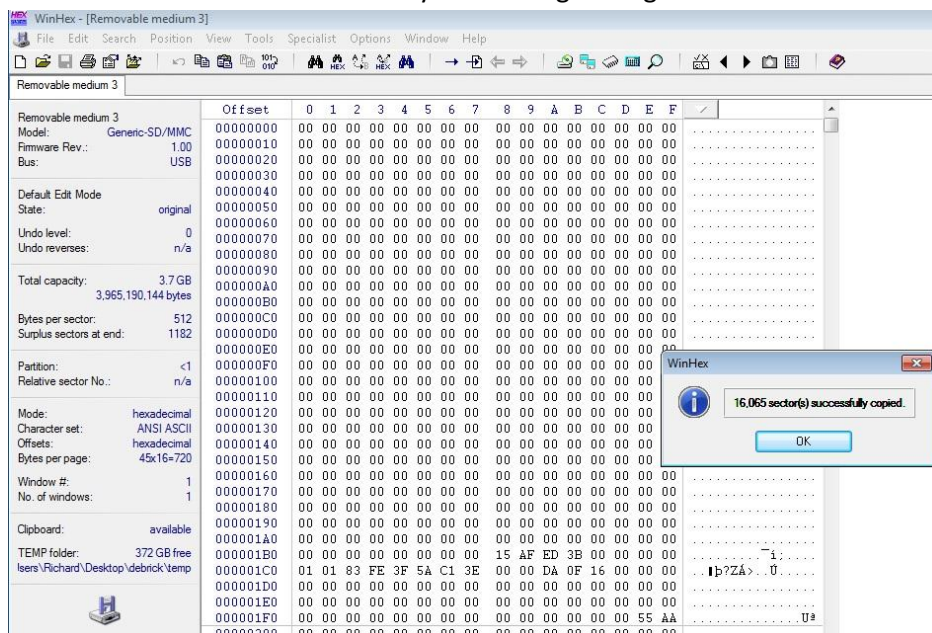 WinHex - [Removable medium 3]
File Edit Search Position View Tools Specialist Options Window Help
Removable medium 3
Removable medium 3
Model: Generic-SD/MMC
Firmware Rev.: 1.00
Bus: USB
Default Edit Mode
State: original
Undo level: 0
Undo reverses: n/a
Total capacity: 3.7 GB
3,965,190,144 bytes
Bytes per sector: 512
Surplus sectors at end: 1182
Partition: <1
Relative sector No.: n/a
Mode: hexadecimal
Character set: ANSI ASCII
Offsets: hexadecimal
Bytes per page: 45x16=720
Window #: 1
No. of windows: 1
Clipboard: available
TEMP folder: 372 GB free
lsers\Richard\Desktop\debrick\temp
Offset 0 1 2 3 4 5 6 7 8 9 A B C D E F
00000000 00 00 00 00 00 00 00 00 00 00 00 00 00 00 00 00 ................
00000010 00 00 00 00 00 00 00 00 00 00 00 00 00 00 00 00 ................
00000020 00 00 00 00 00 00 00 00 00 00 00 00 00 00 00 00 ................
00000030 00 00 00 00 00 00 00 00 00 00 00 00 00 00 00 00 ................
00000040 00 00 00 00 00 00 00 00 00 00 00 00 00 00 00 00 ................
00000050 00 00 00 00 00 00 00 00 00 00 00 00 00 00 00 00 ................
00000060 00 00 00 00 00 00 00 00 00 00 00 00 00 00 00 00 ................
00000070 00 00 00 00 00 00 00 00 00 00 00 00 00 00 00 00 ................
00000080 00 00 00 00 00 00 00 00 00 00 00 00 00 00 00 00 ................
00000090 00 00 00 00 00 00 00 00 00 00 00 00 00 00 00 00 ................
000000A0 00 00 00 00 00 00 00 00 00 00 00 00 00 00 00 00 ................
000000B0 00 00 00 00 00 00 00 00 00 00 00 00 00 00 00 00 ................
000000C0 00 00 00 00 00 00 00 00 00 00 00 00 00 00 00 00 ................
000000D0 00 00 00 00 00 00 00 00 00 00 00 00 00 00 00 00 ................
000000E0 00 00 00 00 00 00 00 00 00 00 00 00 00 00 00 00
000000F0 00 00 00 00 00 00 00 00 00 00 00 00 00 00 00
00000100 00 00 00 00 00 00 00 00 00 00 00 00 00 00 00
00000110 00 00 00 00 00 00 00 00 00 00 00 00 00 00 00
00000120 00 00 00 00 00 00 00 00 00 00 00 00 00 00 00
00000130 00 00 00 00 00 00 00 00 00 00 00 00 00 00 00
00000140 00 00 00 00 00 00 00 00 00 00 00 00 00 00 00
00000150 00 00 00 00 00 00 00 00 00 00 00 00 00 00 00
00000160 00 00 00 00 00 00 00 00 00 00 00 00 00 00 00 00 ................
00000170 00 00 00 00 00 00 00 00 00 00 00 00 00 00 00 00 ................
00000180 00 00 00 00 00 00 00 00 00 00 00 00 00 00 00 00 ................
00000190 00 00 00 00 00 00 00 00 00 00 00 00 00 00 00 00 ................
000001A0 00 00 00 00 00 00 00 00 00 00 00 00 00 00 00 00 ................
000001B0 00 00 00 00 00 00 00 00 15 AF ED 3B 00 00 00 00 .........¯í;....
000001C0 01 01 83 FE 3F 5A C1 3E 00 00 DA 0F 16 00 00 00 ..ıþ?ZÁ>..Ú.....
000001D0 00 00 00 00 00 00 00 00 00 00 00 00 00 00 00 00 ................
000001E0 00 00 00 00 00 00 00 00 00 00 00 00 00 00 00 00 ................
000001F0 00 00 00 00 00 00 00 00 00 00 00 00 00 00 55 AA ..............Uª
WinHex
16,065 sector(s) successfully copied.
OK